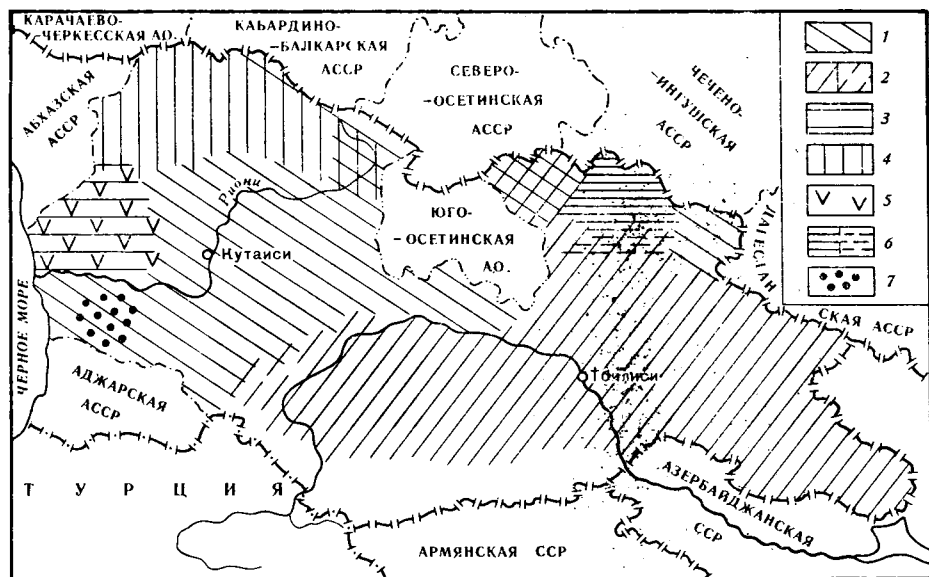 КАРАЧАЕВО-
-ЧЕРКЕССКАЯ АО.
КАБАРДИНО-
-БАЛКАРСКАЯ
АССР
АБХАЗСКАЯ
АССР
СЕВЕРО-
-ОСЕТИНСКАЯ
АССР
ЧЕЧЕНО-
-ИНГУШСКАЯ
АССР
1
2
3
4
5
6
7
Риони
Кутаиси
ЮГО-
-ОСЕТИНСКАЯ
АО.
ДАГЕСТАН
СКАЯ АССР
ЧЕРНОЕ МОРЕ
АДЖАРСКАЯ
АССР
ТУРЦИЯ
АЗЕРБАЙДЖАНСКАЯ
ССР
АРМЯНСКАЯ ССР